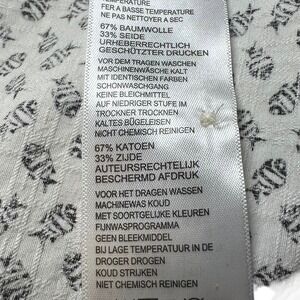 TEMPERATURE
FER A BASSE TEMPERATURE
NE PAS NETTOYER A SEC
67% BAUMWOLLE
33% SEIDE
URHEBERRECHTLICH
GESCHÜTZTER DRUCKEN
VOR DEM TRAGEN WASCHEN
MASCHINENWÄSCHE KALT
MIT IDENTISCHEN FARBEN
SCHONWASCHGANG
KEINE BLEICHMITTEL
AUF NIEDRIGER STUFE IM
TROCKNER TROCKNEN
KALTES BÜGELEISEN
NICHT CHEMISCH REINIGEN
67% KATOEN
33% ZIJDE
AUTEURSRECHTELIJK
BESCHERMD AFDRUK
VOOR HET DRAGEN WASSEN
MACHINEWAS KOUD
MET SOORTGELIJKE KLEUREN
FIJNWASPROGRAMMA
GEEN BLEEKMIDDEL
BIJ LAGE TEMPERATUUR IN DE
DROGER DROGEN
KOUD STRIJKEN
NIET CHEMISCH REINIGEN